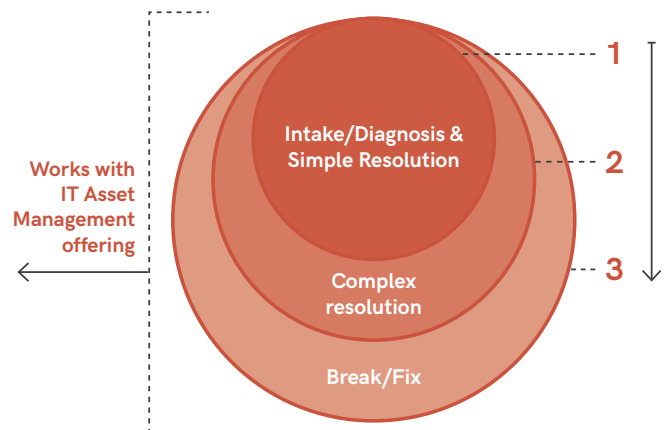 1
Intake/Diagnosis &
Simple Resolution
2
Works with
IT Asset
Management
offering
3
Complex
resolution
Break/Fix